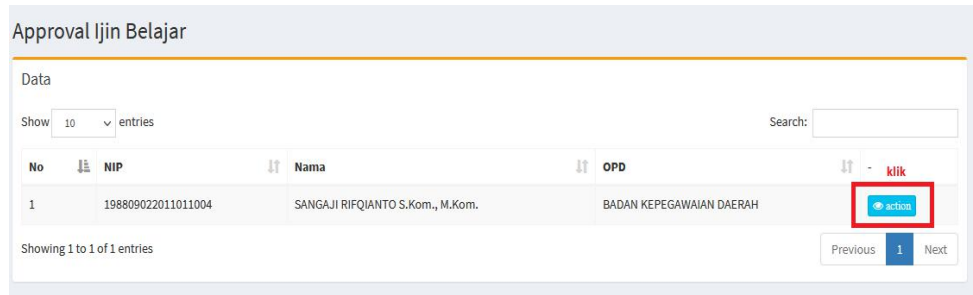 Approval Ijin Belajar
Data
Show 10 entries Search:
No NIP Nama OPD - klik
1 198809022011011004 SANGAJI RIFQIANTO S.Kom., M.Kom. BADAN KEPEGAWAIAN DAERAH action
Showing 1 to 1 of 1 entries Previous 1 Next